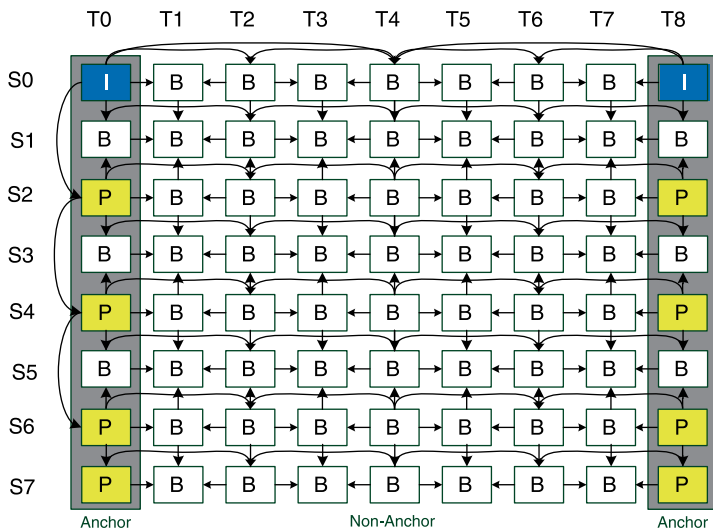 T0 T1 T2 T3 T4 T5 T6 T7 T8
S0 I B B B B B B B I
S1 B B B B B B B B B
S2 P B B B B B B B P
S3 B B B B B B B B B
S4 P B B B B B B B P
S5 B B B B B B B B B
S6 P B B B B B B B P
S7 P B B B B B B B P
Anchor Non-Anchor Anchor